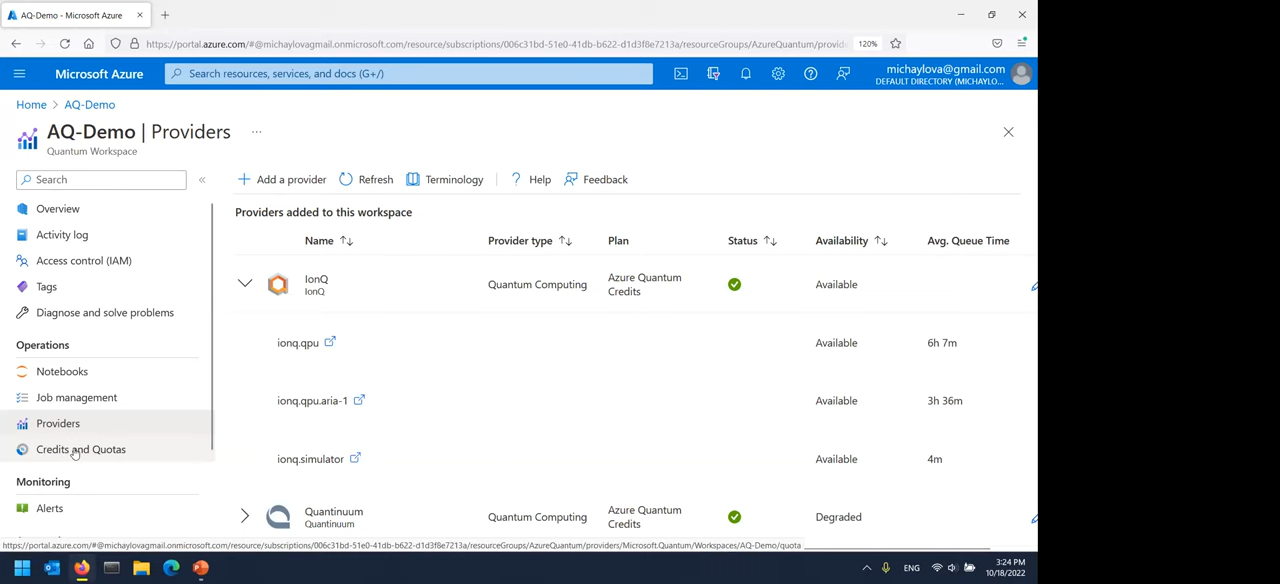 AQ-Demo - Microsoft Azure
https://portal.azure.com/#@michaylovagmail.onmicrosoft.com/resource/subscriptions/006c31bd-51e0-41db-b622-d1d3f8e7213a/resourceGroups/AzureQuantum/provid
120%
Microsoft Azure
Search resources, services, and docs (G+/)
michaylova@gmail.com
DEFAULT DIRECTORY (MICHAYLO...
Home > AQ-Demo
AQ-Demo | Providers ...
Quantum Workspace
Search
Add a provider Refresh Terminology Help Feedback
Overview
Activity log
Access control (IAM)
Tags
Diagnose and solve problems
Operations
Notebooks
Job management
Providers
Credits and Quotas
Monitoring
Alerts
Providers added to this workspace
Name Provider type Plan Status Availability Avg. Queue Time
IonQ
IonQ
Quantum Computing
Azure Quantum
Credits
Available
ionq.qpu Available 6h 7m
ionq.qpu.aria-1 Available 3h 36m
ionq.simulator Available 4m
Quantinuum
Quantinuum
Quantum Computing
Azure Quantum
Credits
Degraded
https://portal.azure.com/#@michaylovagmail.onmicrosoft.com/resource/subscriptions/006c31bd-51e0-41db-b622-d1d3f8e7213a/resourceGroups/AzureQuantum/providers/Microsoft.Quantum/Workspaces/AQ-Demo/quota
ENG
3:24 PM
10/18/2022